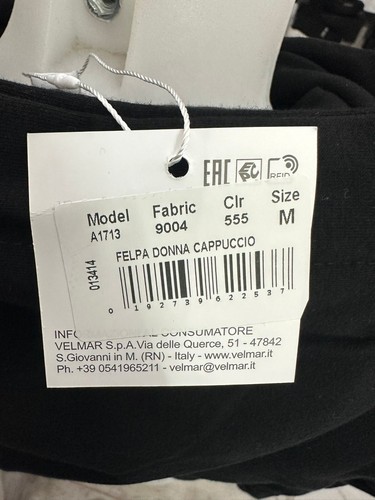 EAC RFID
Model Fabric Clr Size
A1713 9004 555 M
FELPA DONNA CAPPUCCIO
013414
0 192739 622537
CONSUMATORE
VELMAR S.p.A.Via delle Querce, 51 - 47842
S.Giovanni in M. (RN) - Italy - www.velmar.it
Ph. +39 0541965211 - velmar@velmar.it